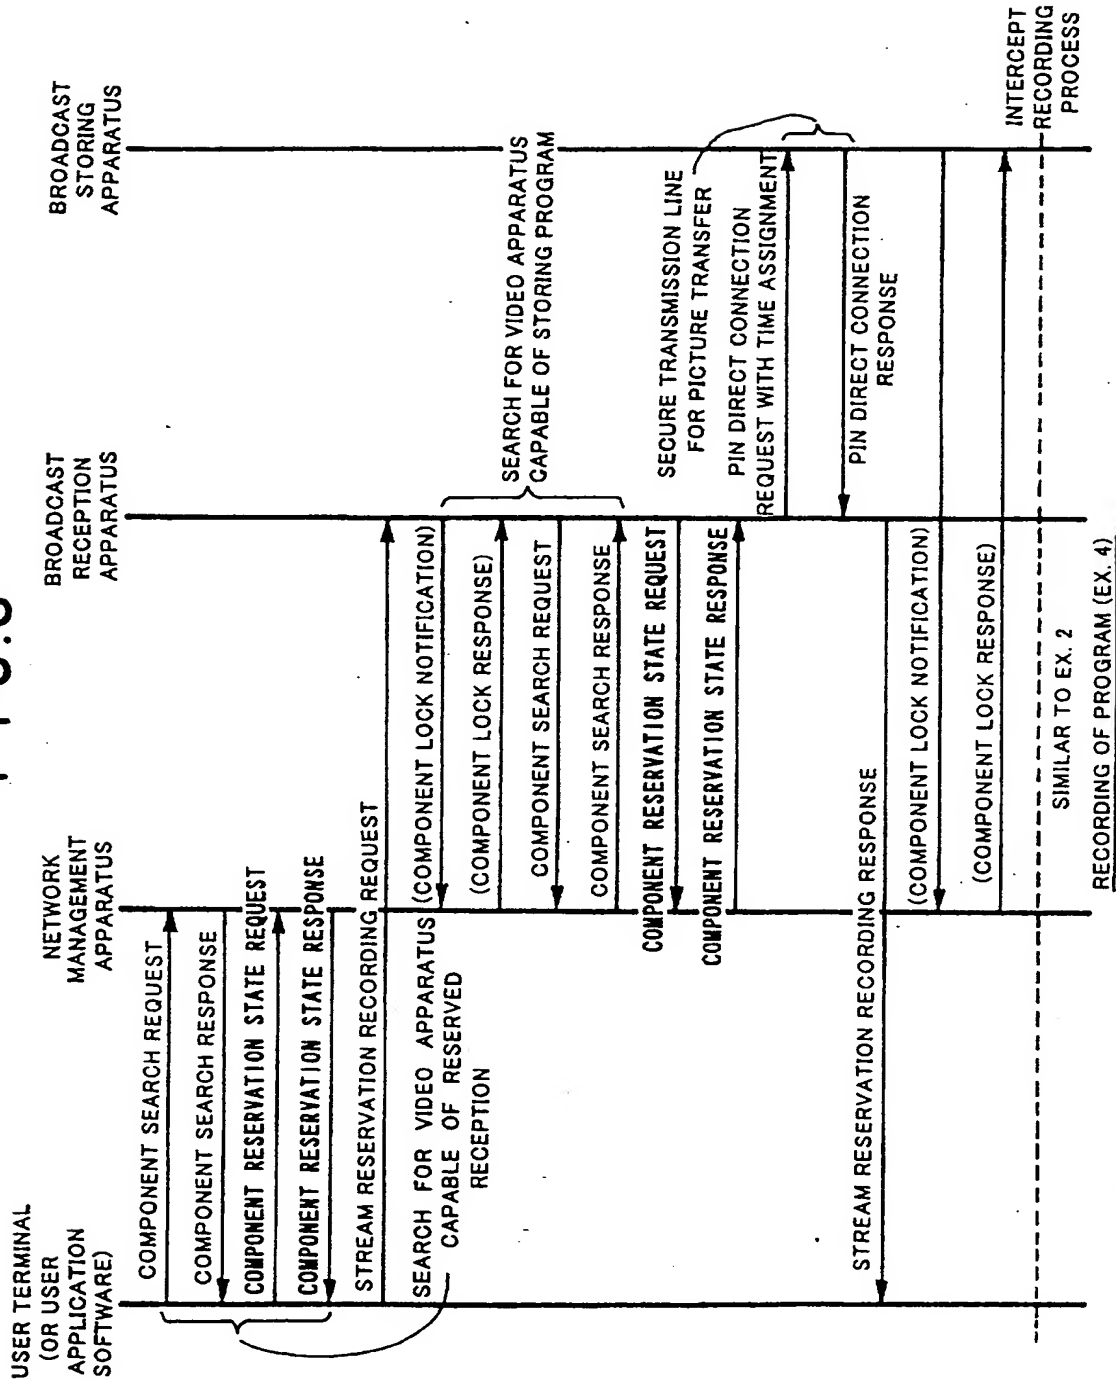 USER TERMINAL
(OR USER
APPLICATION
SOFTWARE)
NETWORK
MANAGEMENT
APPARATUS
BROADCAST
RECEPTION
APPARATUS
BROADCAST
STORING
APPARATUS
COMPONENT SEARCH REQUEST
COMPONENT SEARCH RESPONSE
COMPONENT RESERVATION STATE REQUEST
COMPONENT RESERVATION STATE RESPONSE
STREAM RESERVATION RECORDING REQUEST
SEARCH FOR VIDEO APPARATUS
CAPABLE OF RESERVED
RECEPTION
(COMPONENT LOCK NOTIFICATION)
(COMPONENT LOCK RESPONSE)
COMPONENT SEARCH REQUEST
COMPONENT SEARCH RESPONSE
SEARCH FOR VIDEO APPARATUS
CAPABLE OF STORING PROGRAM
COMPONENT RESERVATION STATE REQUEST
COMPONENT RESERVATION STATE RESPONSE
SECURE TRANSMISSION LINE
FOR PICTURE TRANSFER
PIN DIRECT CONNECTION
REQUEST WITH TIME ASSIGNMENT
PIN DIRECT CONNECTION
RESPONSE
STREAM RESERVATION RECORDING RESPONSE
(COMPONENT LOCK NOTIFICATION)
(COMPONENT LOCK RESPONSE)
INTERCEPT
RECORDING
PROCESS
SIMILAR TO EX. 2
RECORDING OF PROGRAM (EX. 4)